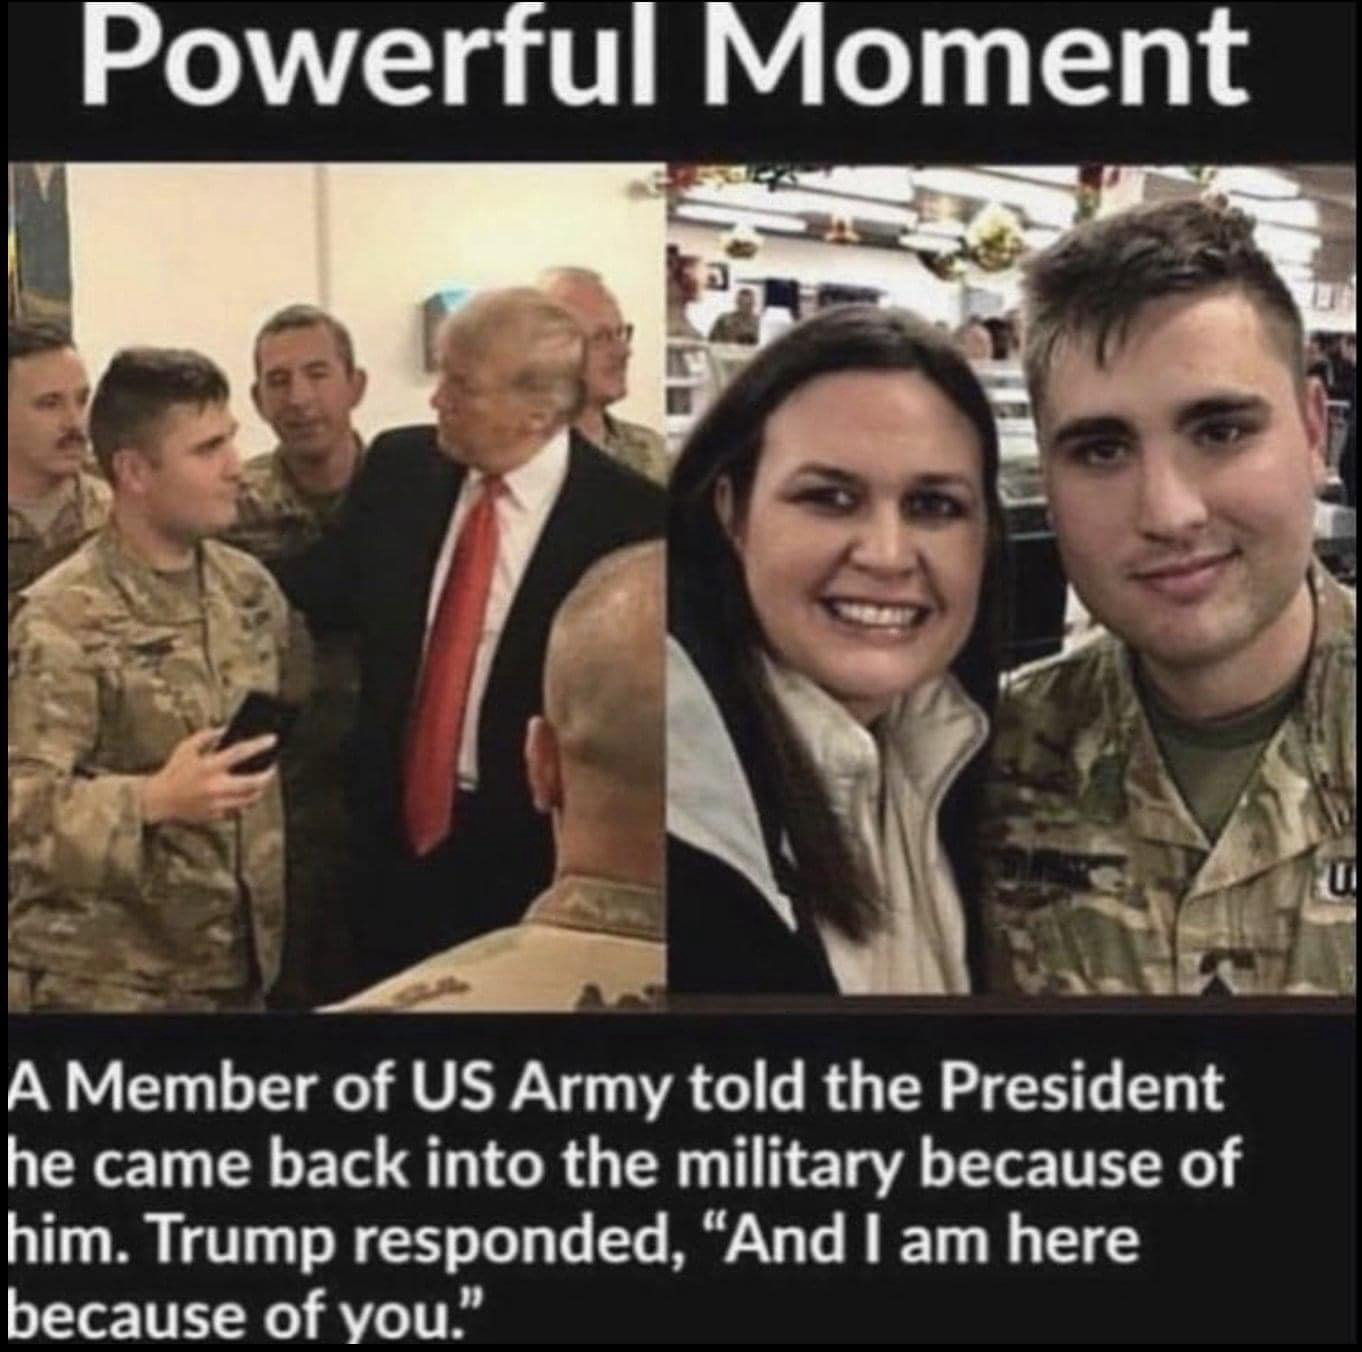 Powerful Moment
A Member of US Army told the President
he came back into the military because of
him. Trump responded, “And I am here
because of you.”